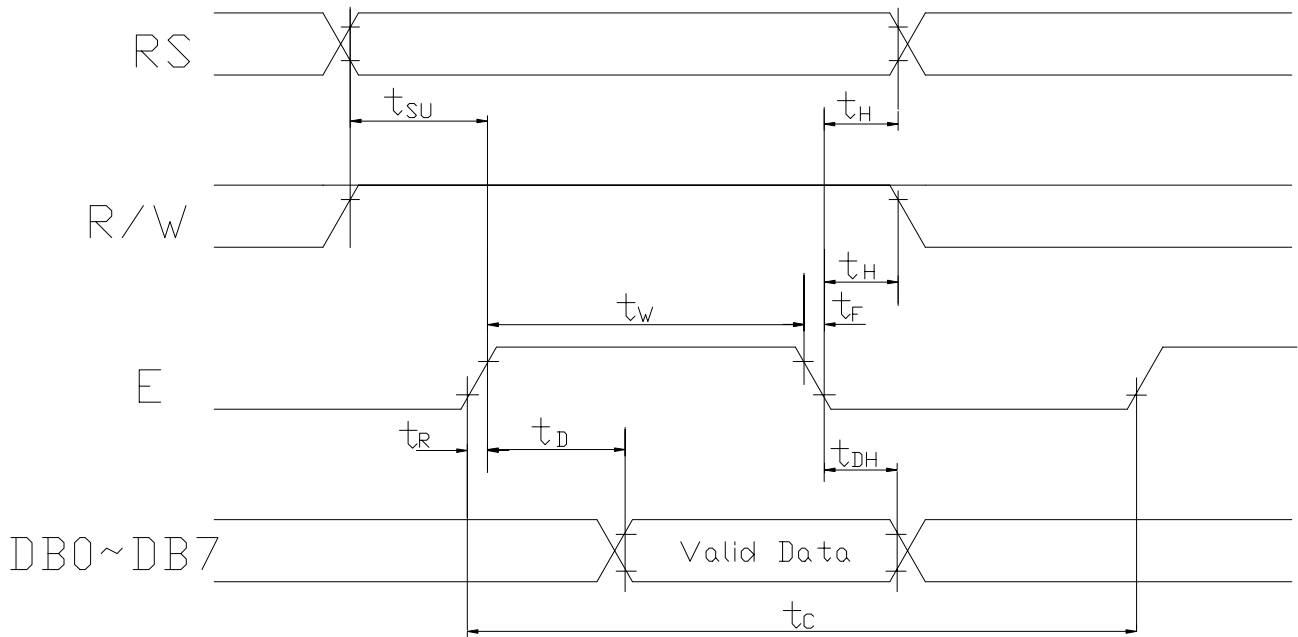 RS
tSU
tH
R/W
tH
tW
tF
E
tR
tD
tDH
DB0~DB7
Valid Data
tC